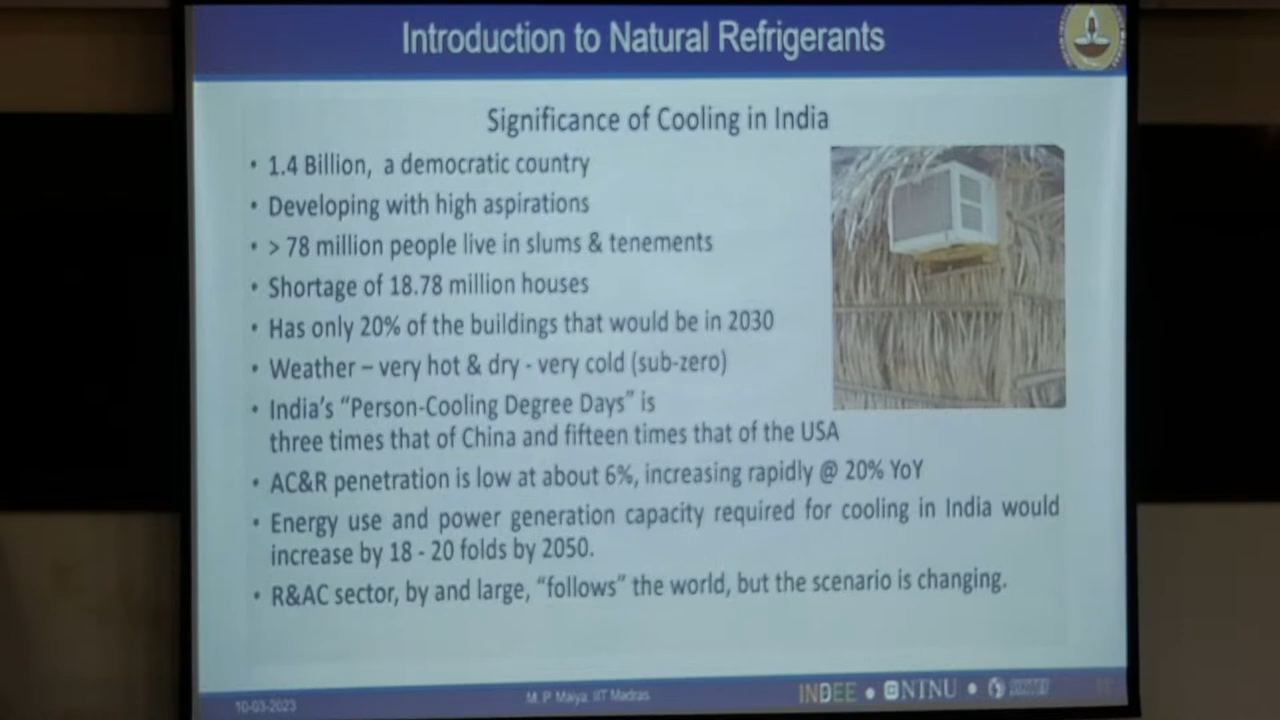 Introduction to Natural Refrigerants
Significance of Cooling in India
• 1.4 Billion, a democratic country
• Developing with high aspirations
• > 78 million people live in slums & tenements
• Shortage of 18.78 million houses
• Has only 20% of the buildings that would be in 2030
• Weather – very hot & dry - very cold (sub-zero)
• India's “Person-Cooling Degree Days” is
three times that of China and fifteen times that of the USA
• AC&R penetration is low at about 6%, increasing rapidly @ 20% YoY
• Energy use and power generation capacity required for cooling in India would
increase by 18 - 20 folds by 2050.
• R&AC sector, by and large, “follows” the world, but the scenario is changing.
10-03-2023
M. P. Maiya IIT Madras
INDEE • NTNU •